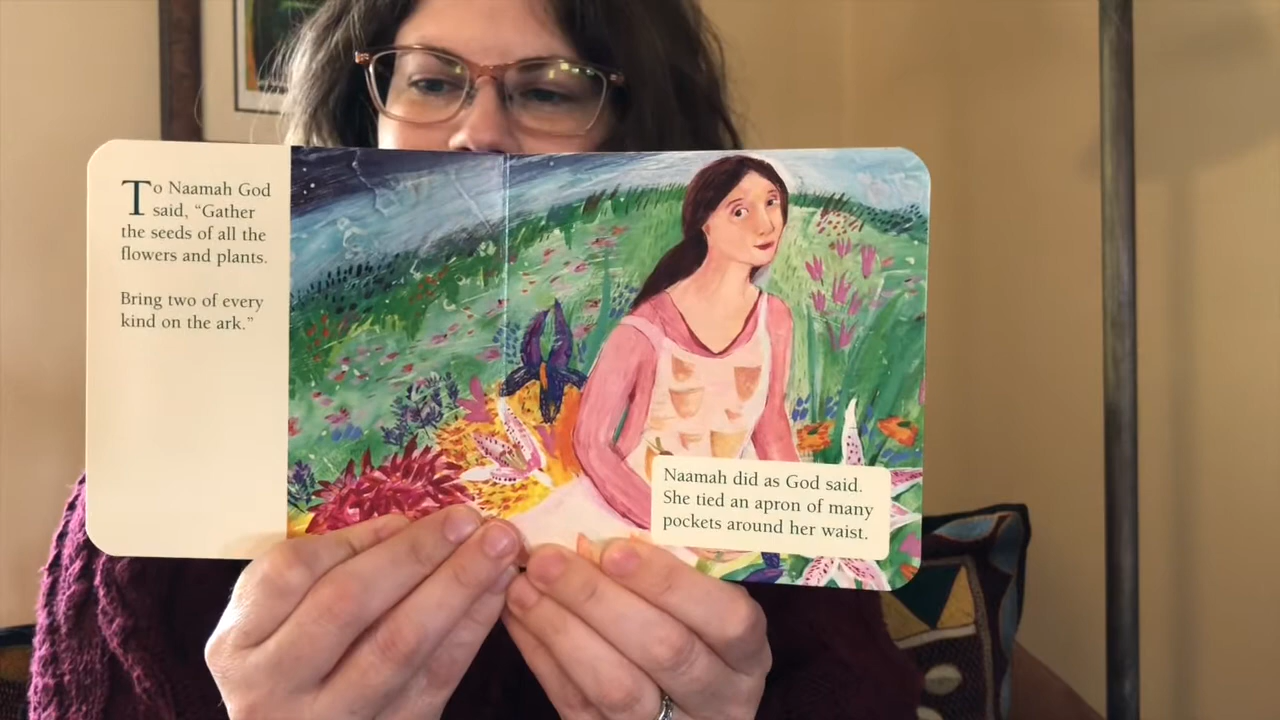 To Naamah God
said, “Gather
the seeds of all the
flowers and plants.
Bring two of every
kind on the ark.”
Naamah did as God said.
She tied an apron of many
pockets around her waist.